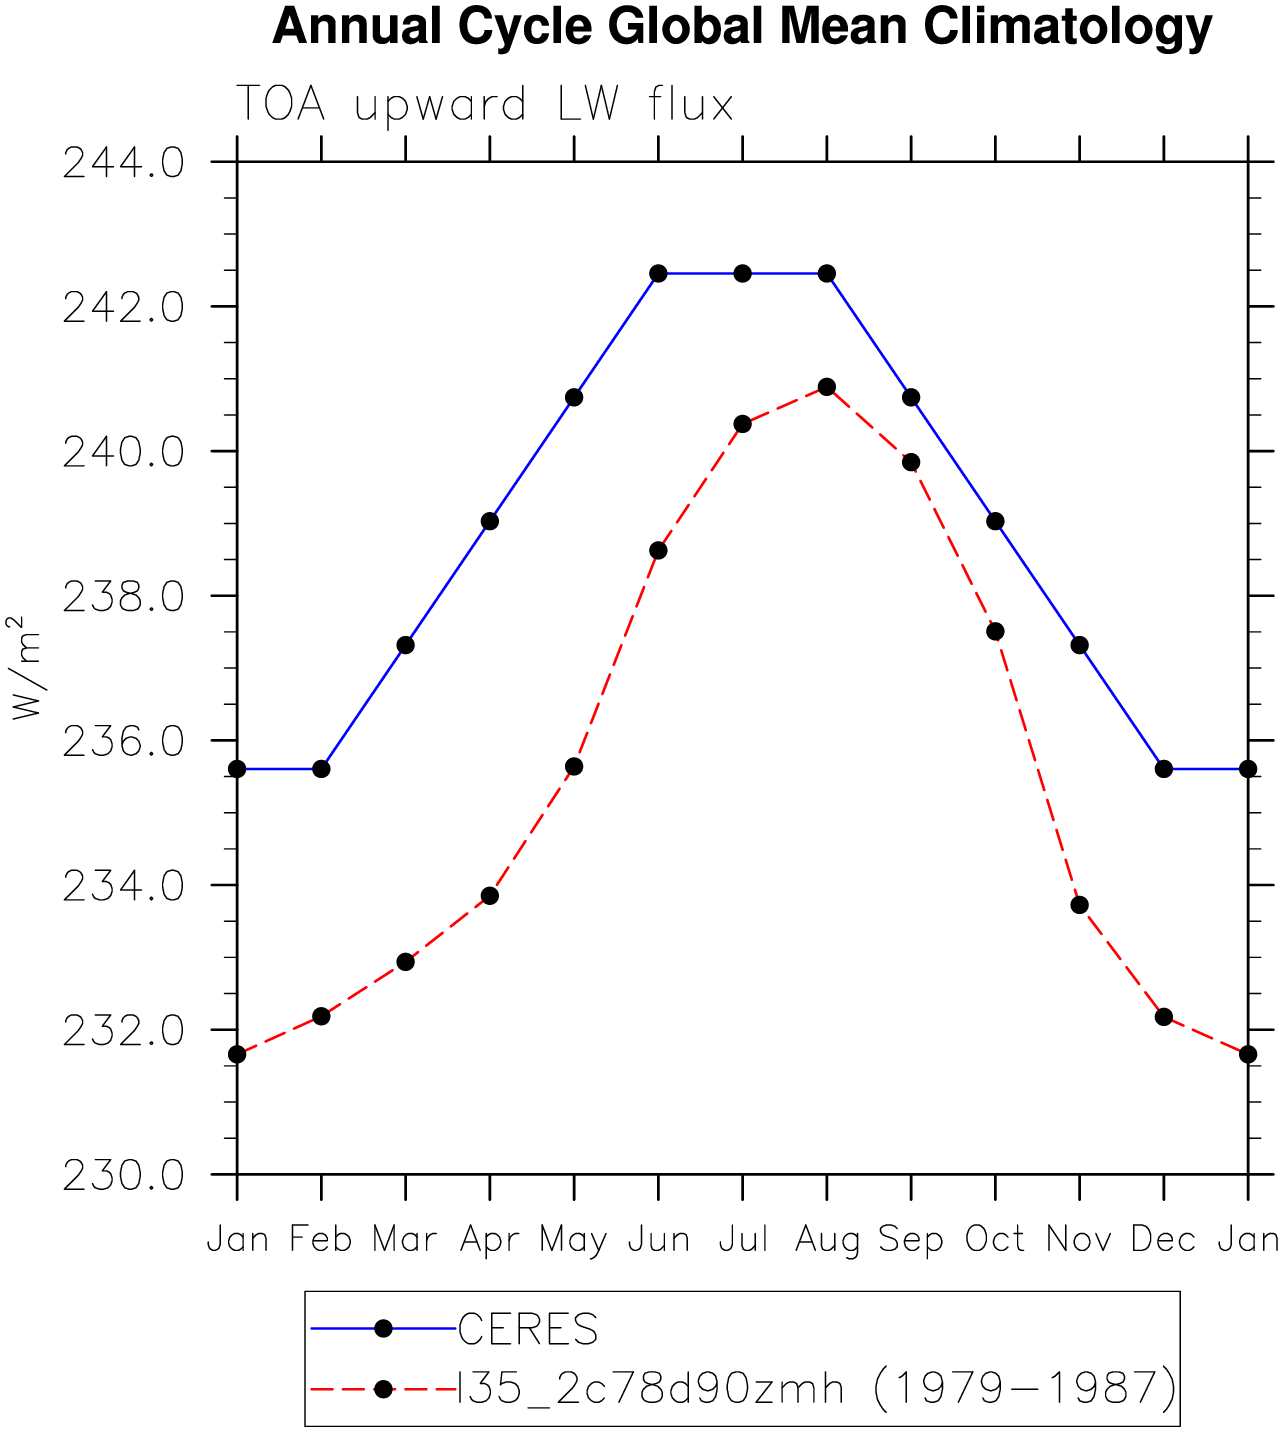 Annual Cycle Global Mean Climatology
TOA upward LW flux
244.0
242.0
240.0
238.0
236.0
234.0
232.0
230.0
W/m²
Jan Feb Mar Apr May Jun Jul Aug Sep Oct Nov Dec Jan
CERES
I35_2c78d90zmh (1979-1987)